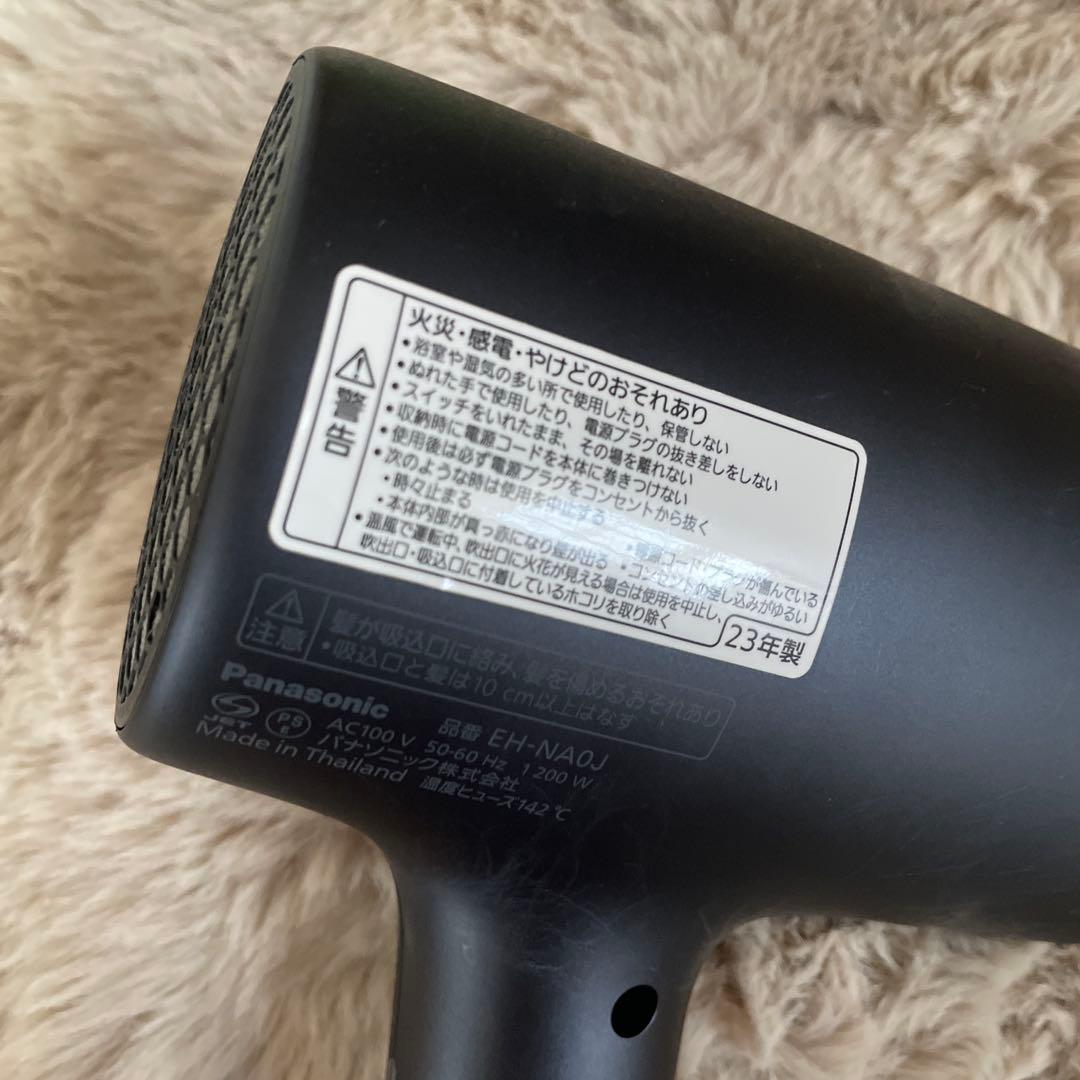 警告
火災・感電・やけどのおそれあり
・浴室や湿気の多い所で使用したり、保管しない
・ぬれた手で使用したり、電源プラグの抜き差しをしない
・スイッチをいれたまま、その場を離れない
・収納時に電源コードを本体に巻きつけない
・使用後は必ず電源プラグをコンセントから抜く
・次のような時は使用を中止する
・時々止まる
・電源コードやプラグが傷んでいる
・本体内部が真っ赤になり煙が出る
・コンセントの差し込みがゆるい
・温風で運転中、吹出口に火花が見える場合は使用を中止し、
吹出口・吸込口に付着しているホコリを取り除く
23年製
注意
髪が吸込口に絡み、髪を傷めるおそれあり
・吸込口と髪は10 cm以上はなす
Panasonic
品番 EH-NA0J
JET PS E AC100 V 50-60 Hz 1 200 W
パナソニック株式会社
Made in Thailand 温度ヒューズ142 ℃